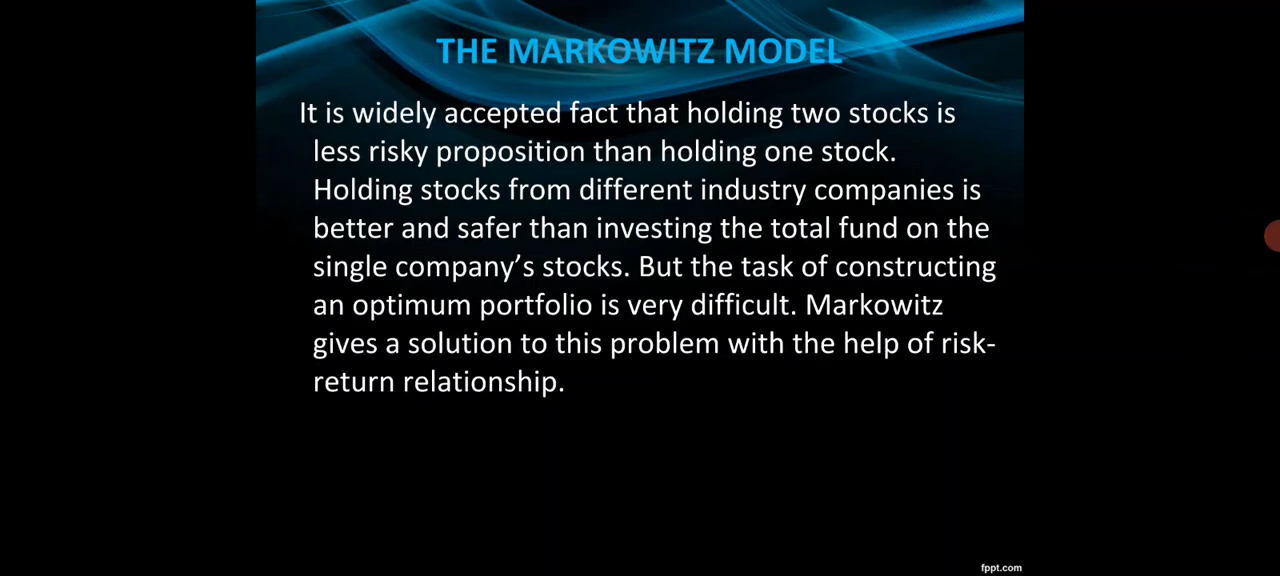 THE MARKOWITZ MODEL
It is widely accepted fact that holding two stocks is
less risky proposition than holding one stock.
Holding stocks from different industry companies is
better and safer than investing the total fund on the
single company’s stocks. But the task of constructing
an optimum portfolio is very difficult. Markowitz
gives a solution to this problem with the help of risk-
return relationship.
fppt.com